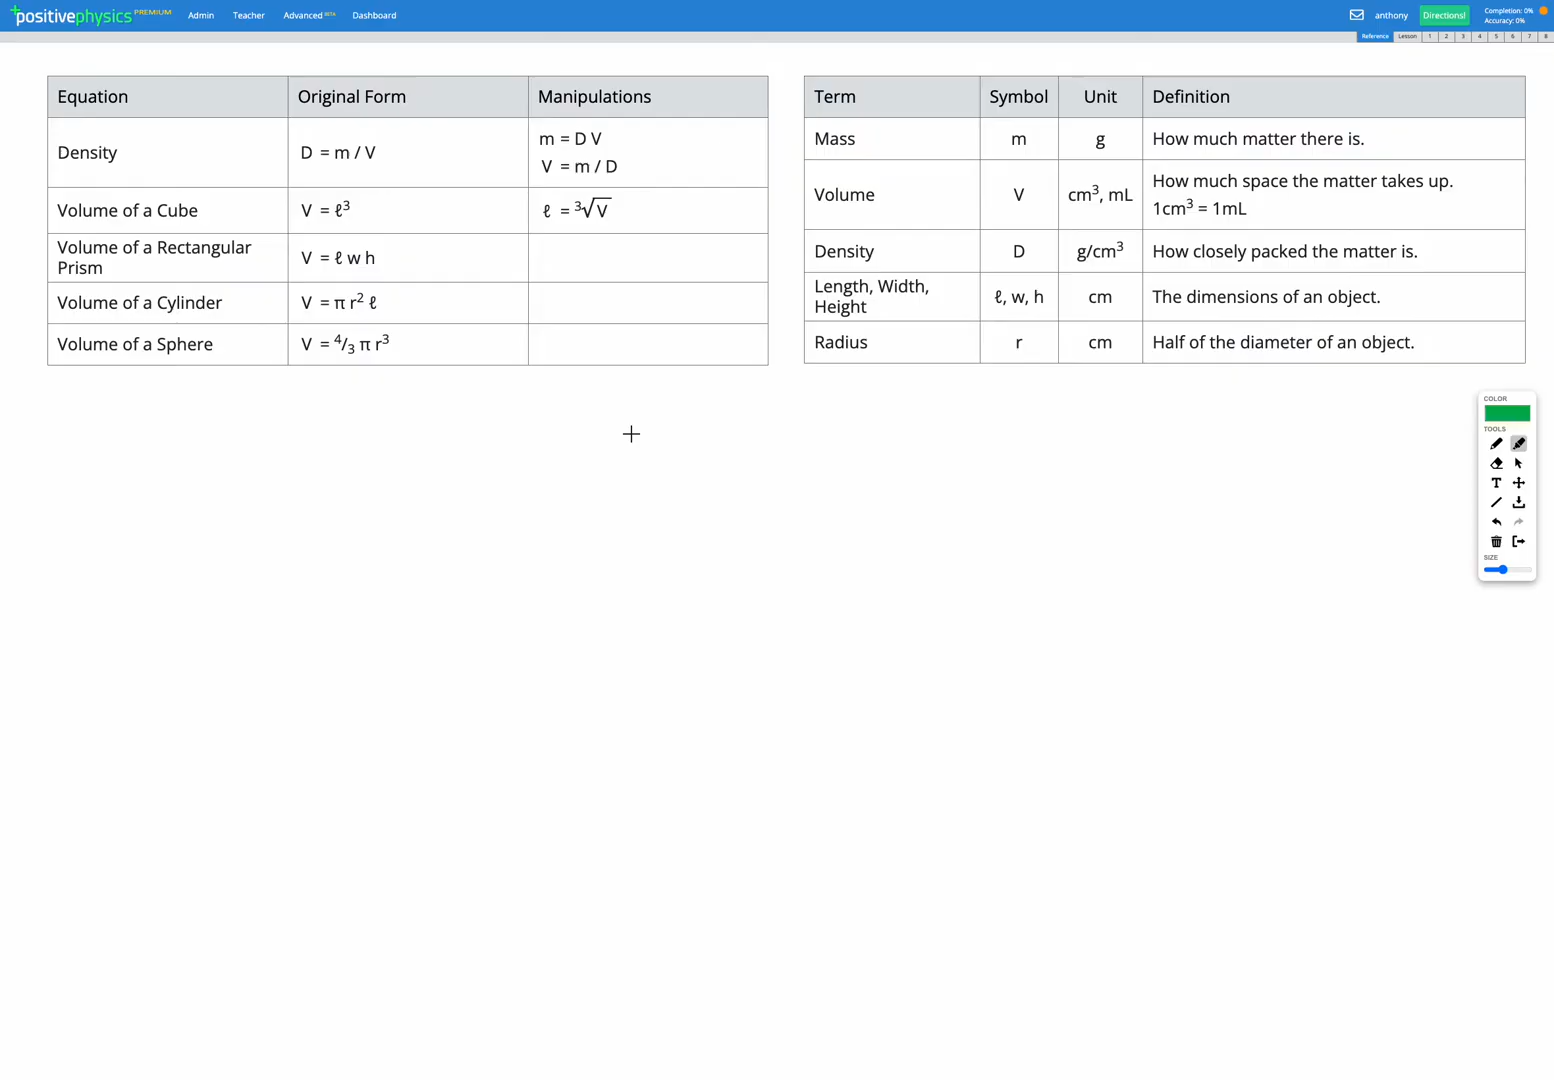 +positivephysics PREMIUM Admin Teacher Advanced BETA Dashboard anthony Directions! Completion: 0%
Accuracy: 0%
Reference Lesson 1 2 3 4 5 6 7 8
Equation Original Form Manipulations
Density D = m / V m = D V
V = m / D
Volume of a Cube V = ℓ³ ℓ = ³√V
Volume of a Rectangular
Prism V = ℓ w h
Volume of a Cylinder V = π r² ℓ
Volume of a Sphere V = ⁴/₃ π r³
Term Symbol Unit Definition
Mass m g How much matter there is.
Volume V cm³, mL How much space the matter takes up.
1cm³ = 1mL
Density D g/cm³ How closely packed the matter is.
Length, Width,
Height ℓ, w, h cm The dimensions of an object.
Radius r cm Half of the diameter of an object.
COLOR
TOOLS
T
SIZE